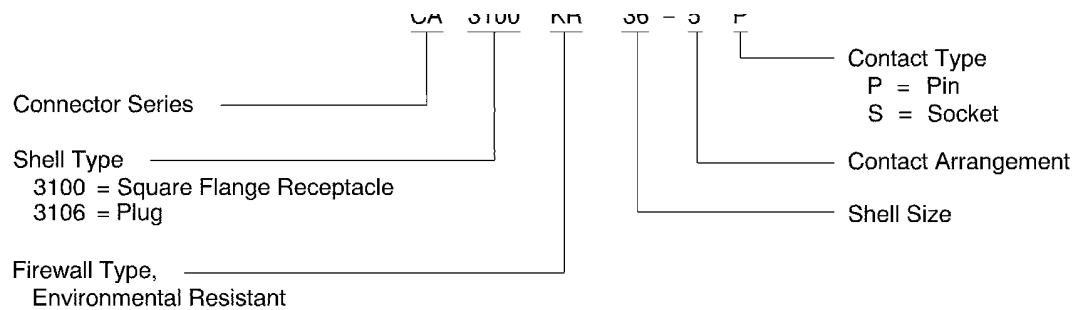 CA 3100 KR 36 - 5 P
Contact Type
P = Pin
S = Socket
Connector Series
Shell Type
3100 = Square Flange Receptacle
3106 = Plug
Contact Arrangement
Shell Size
Firewall Type,
Environmental Resistant